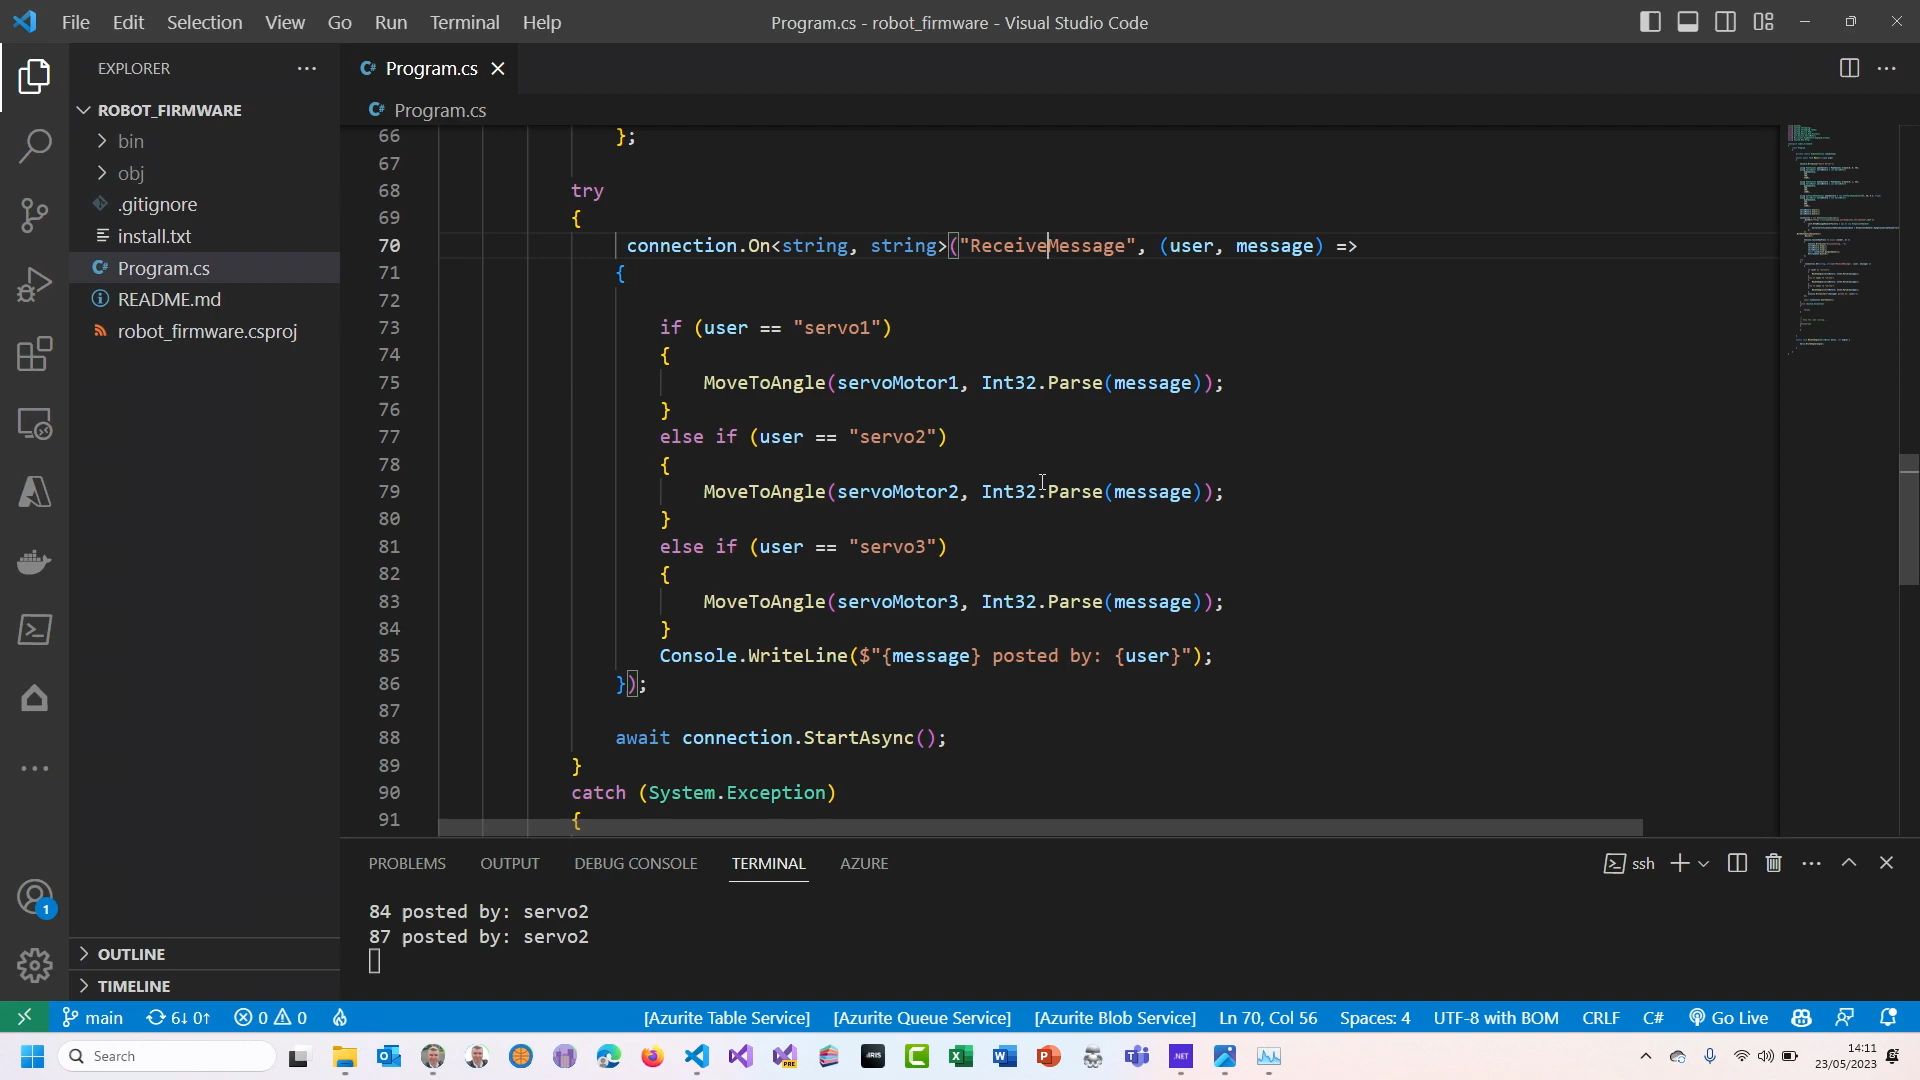 File Edit Selection View Go Run Terminal Help
Program.cs - robot_firmware - Visual Studio Code
EXPLORER
ROBOT_FIRMWARE
bin
obj
.gitignore
install.txt
C# Program.cs
README.md
robot_firmware.csproj
OUTLINE
TIMELINE
C# Program.cs
C# Program.cs
66 };
67
68 try
69 {
70 connection.On<string, string>("ReceiveMessage", (user, message) =>
71 {
72
73 if (user == "servo1")
74 {
75 MoveToAngle(servoMotor1, Int32.Parse(message));
76 }
77 else if (user == "servo2")
78 {
79 MoveToAngle(servoMotor2, Int32.Parse(message));
80 }
81 else if (user == "servo3")
82 {
83 MoveToAngle(servoMotor3, Int32.Parse(message));
84 }
85 Console.WriteLine($"{message} posted by: {user}");
86 });
87
88 await connection.StartAsync();
89 }
90 catch (System.Exception)
91 {
PROBLEMS OUTPUT DEBUG CONSOLE TERMINAL AZURE
ssh
84 posted by: servo2
87 posted by: servo2
1
main 6↓ 0↑ 0 0
[Azurite Table Service] [Azurite Queue Service] [Azurite Blob Service] Ln 70, Col 56 Spaces: 4 UTF-8 with BOM CRLF C# Go Live
Search
PRE
iRIS
.NET
14:11
23/05/2023